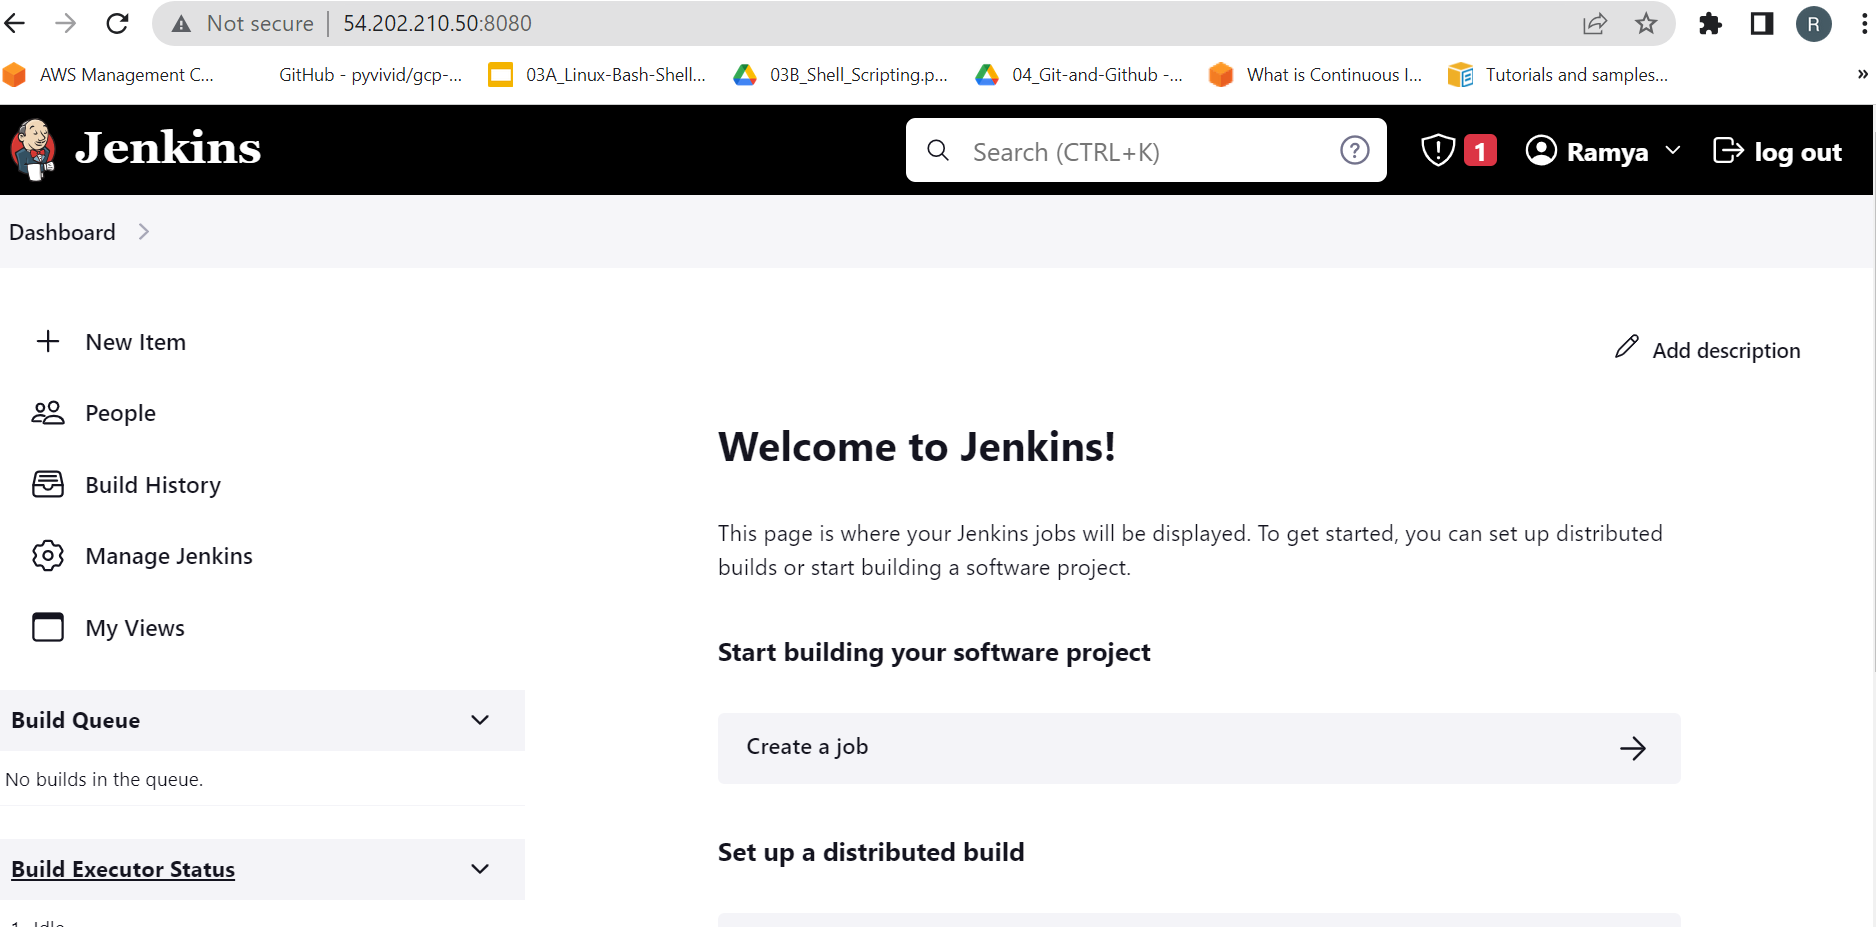 Not secure | 54.202.210.50:8080
R
AWS Management C...
GitHub - pyvivid/gcp-...
03A_Linux-Bash-Shell...
03B_Shell_Scripting.p...
04_Git-and-Github -...
What is Continuous I...
Tutorials and samples...
»
Jenkins
Search (CTRL+K)
?
1
Ramya
log out
Dashboard
New Item
People
Build History
Manage Jenkins
My Views
Build Queue
No builds in the queue.
Build Executor Status
1 Idle
Add description
Welcome to Jenkins!
This page is where your Jenkins jobs will be displayed. To get started, you can set up distributed
builds or start building a software project.
Start building your software project
Create a job
Set up a distributed build